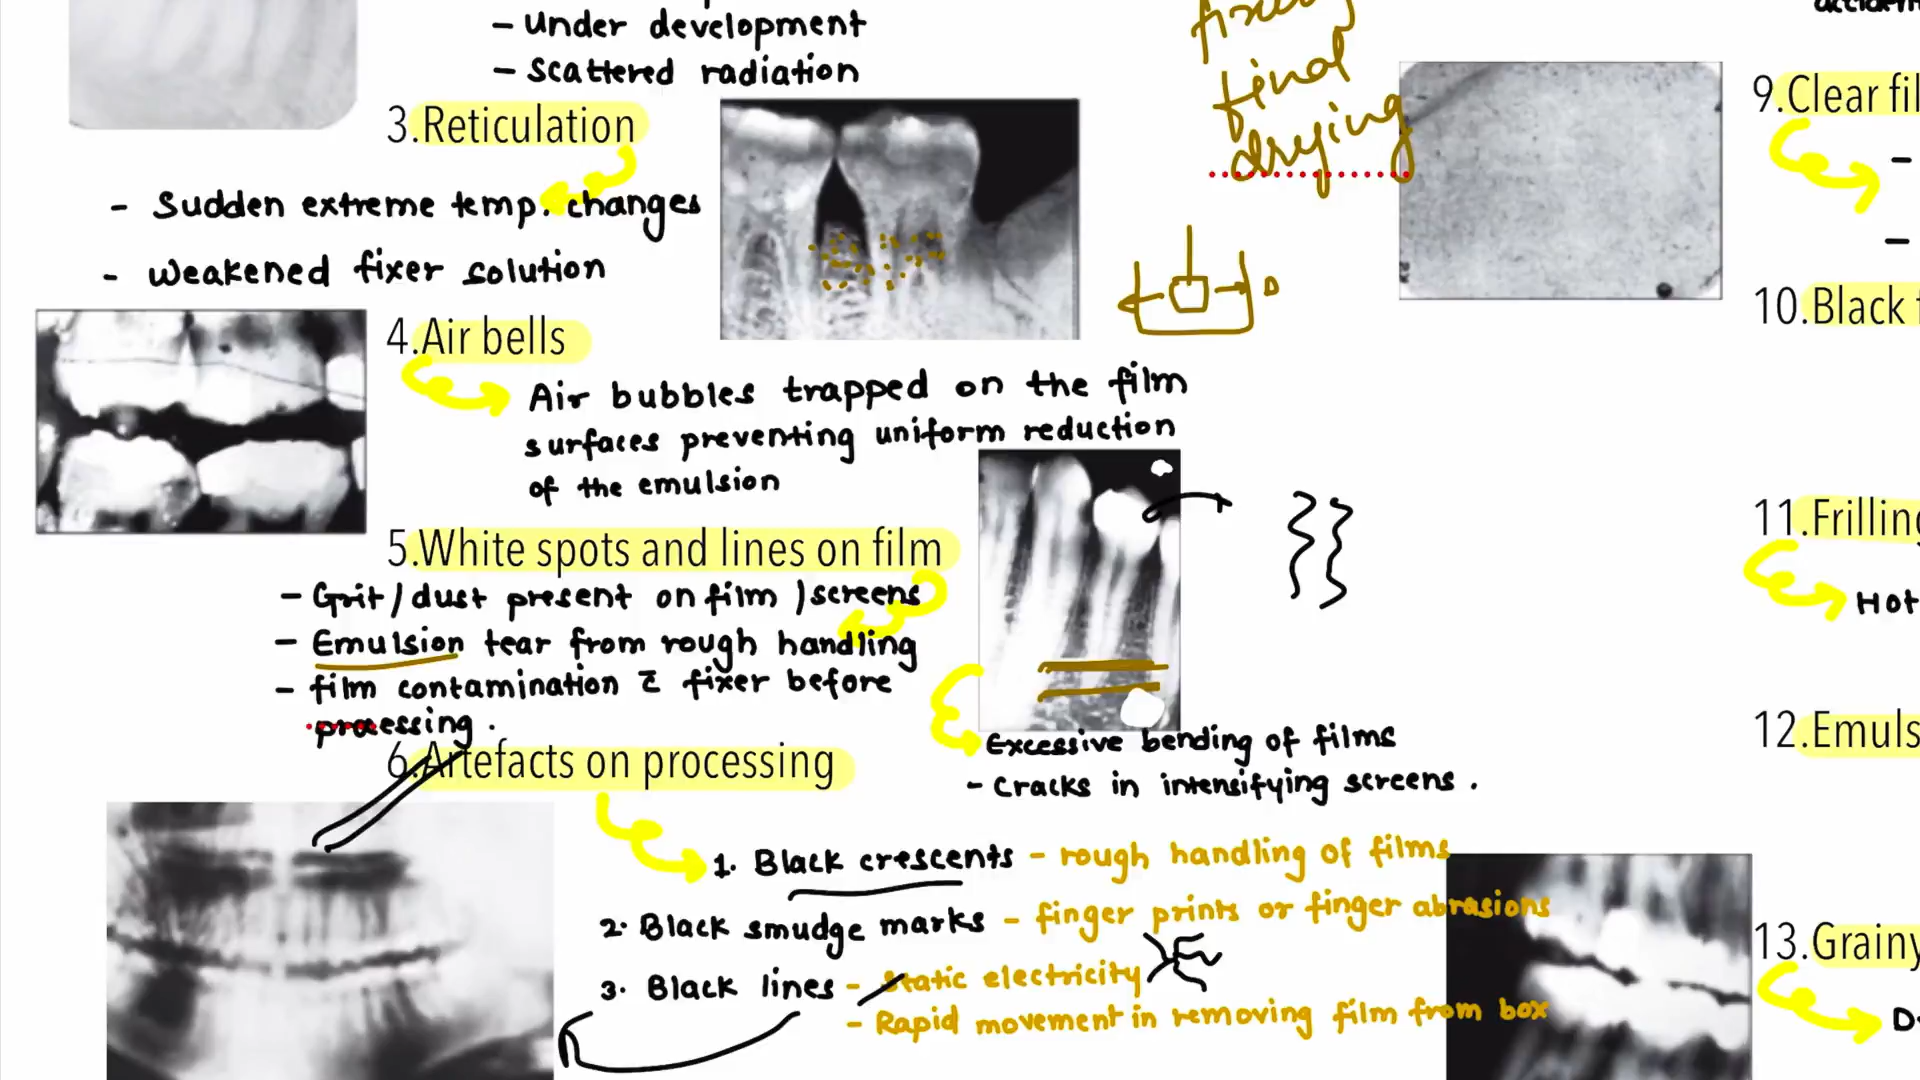 - under development
- scattered radiation
3.Reticulation
- Sudden extreme temp. changes
- Weakened fixer solution
4.Air bells
Air bubbles trapped on the film
surfaces preventing uniform reduction
of the emulsion
5.White spots and lines on film
- Grit / dust present on film / screens
- Emulsion tear from rough handling
- film contamination c̄ fixer before
processing.
Excessive bending of films
- Cracks in intensifying screens.
6.Artefacts on processing
1. Black crescents - rough handling of films
2. Black smudge marks - finger prints or finger abrasions
3. Black lines - static electricity
- Rapid movement in removing film from box
final
drying
D
9.Clear fil
-
-
10.Black
11.Frilling
Hot
12.Emuls
13.Grainy
D